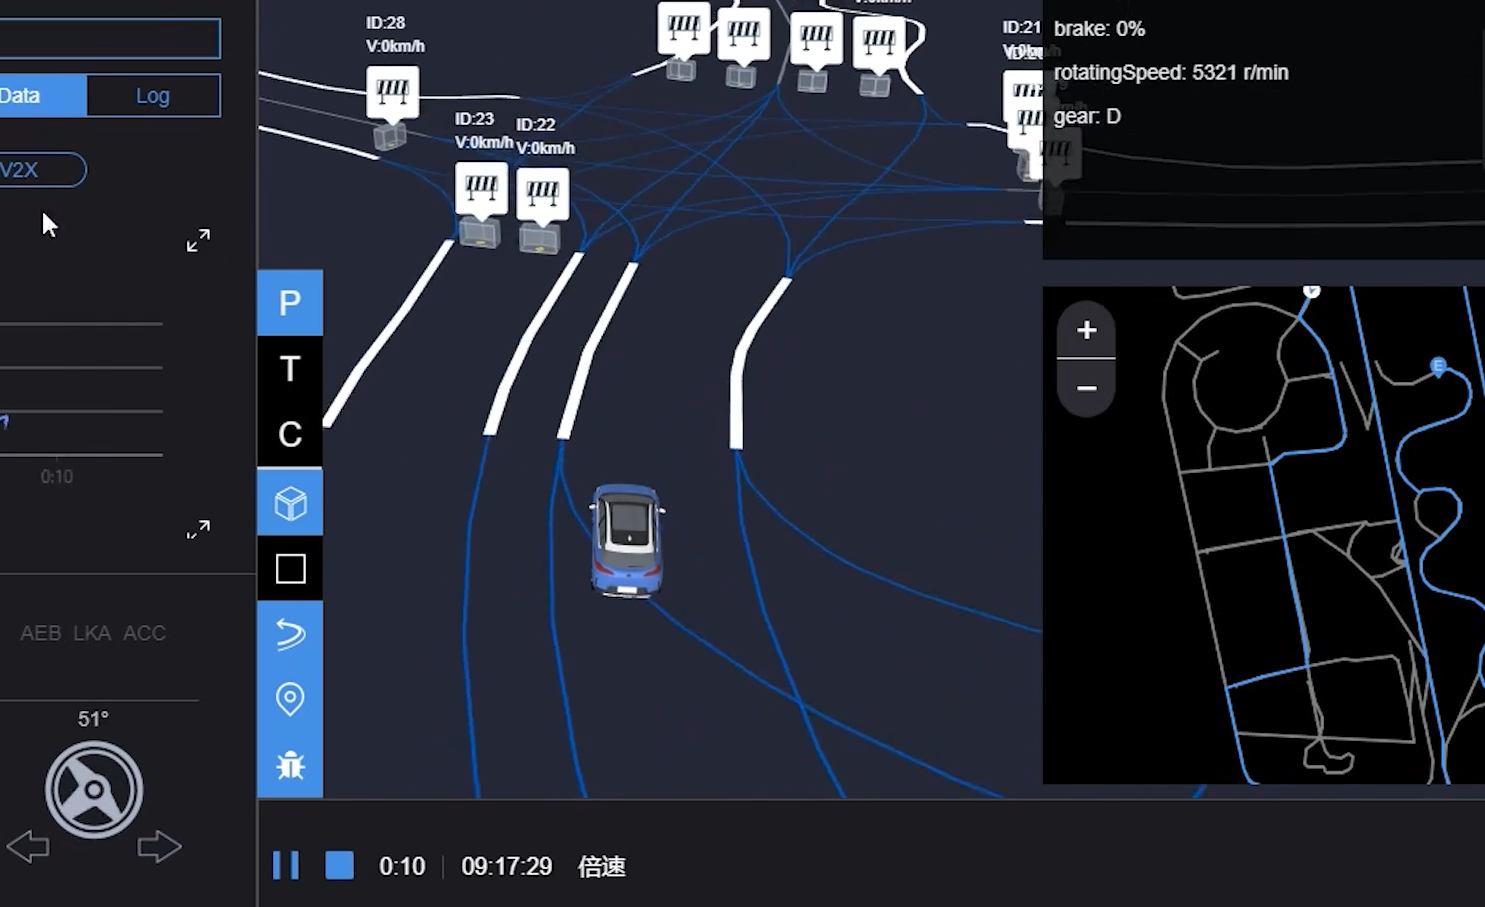 ID:28
V:0km/h
ID:23
V:0km/h
ID:22
V:0km/h
ID:21
brake: 0%
rotatingSpeed: 5321 r/min
gear: D
Data
Log
V2X
0:10
AEB LKA ACC
51°
P
T
C
E
0:10
09:17:29
倍速